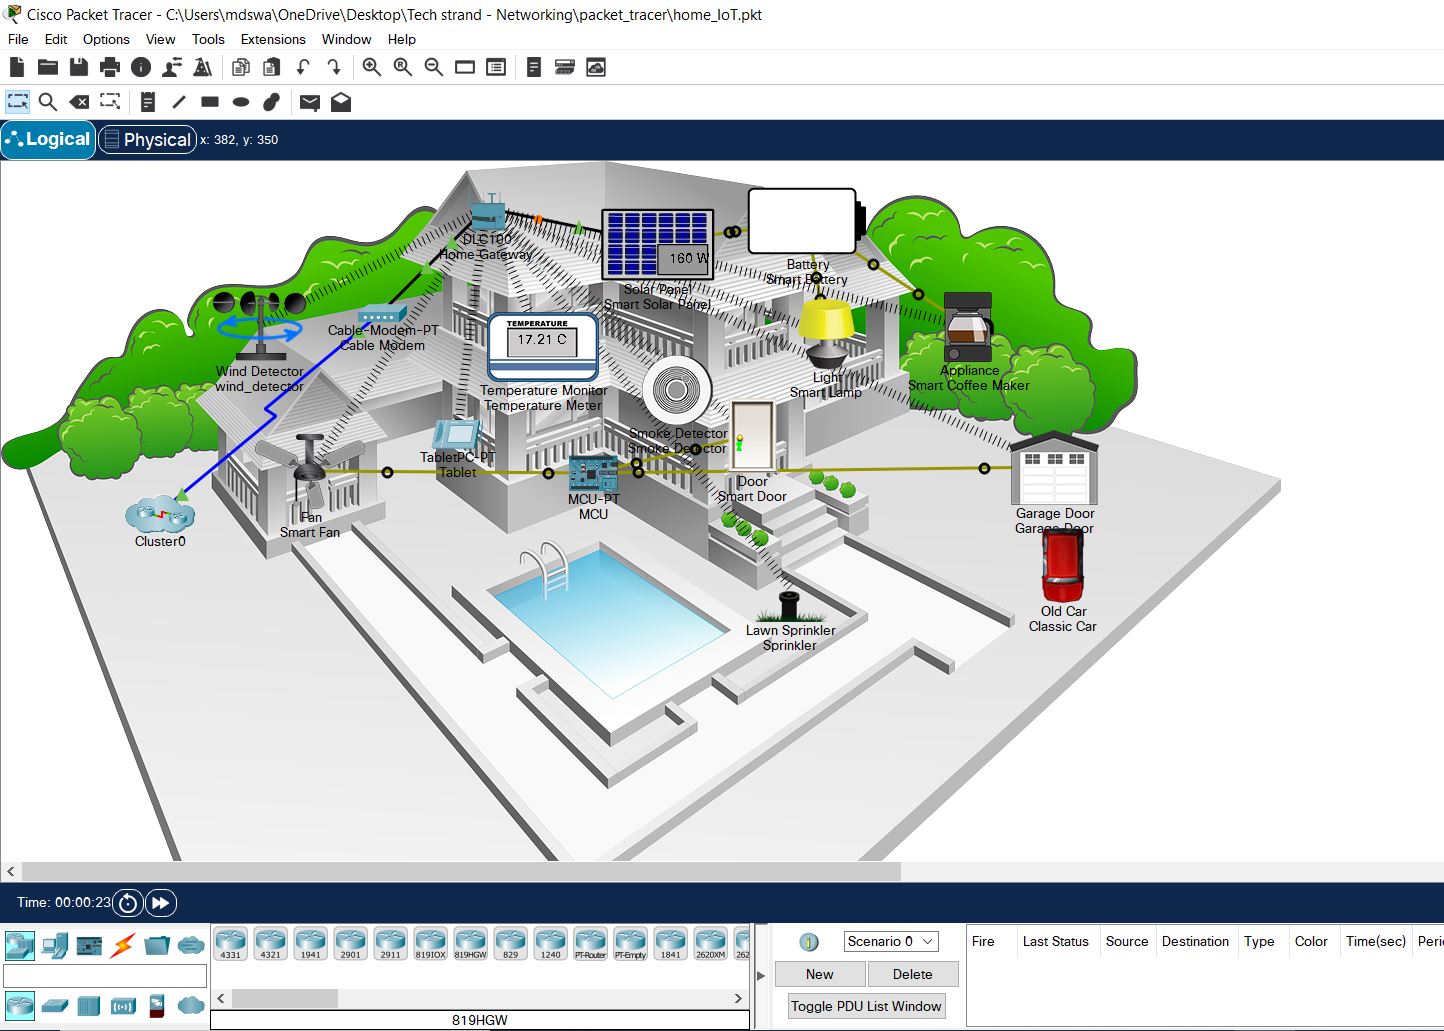 Cisco Packet Tracer - C:\Users\mdswa\OneDrive\Desktop\Tech strand - Networking\packet_tracer\home_IoT.pkt
File Edit Options View Tools Extensions Window Help
Logical Physical x: 382, y: 350
DLC100
Home Gateway
160 W
Solar Panel
Smart Solar Panel
Battery
Smart Battery
Cable-Modem-PT
Cable Modem
TEMPERATURE
17.21 C
Temperature Monitor
Temperature Meter
Wind Detector
wind_detector
Light
Smart Lamp
Appliance
Smart Coffee Maker
Smoke Detector
Smoke Detector
TabletPC-PT
Tablet
MCU-PT
MCU
Door
Smart Door
Fan
Smart Fan
Cluster0
Garage Door
Garage Door
Old Car
Classic Car
Lawn Sprinkler
Sprinkler
Time: 00:00:23
4331 4321 1941 2901 2911 819IOX 819HGW 829 1240 PT-Router PT-Empty 1841 2620XM 262
819HGW
Scenario 0
New Delete
Toggle PDU List Window
Fire Last Status Source Destination Type Color Time(sec) Peri